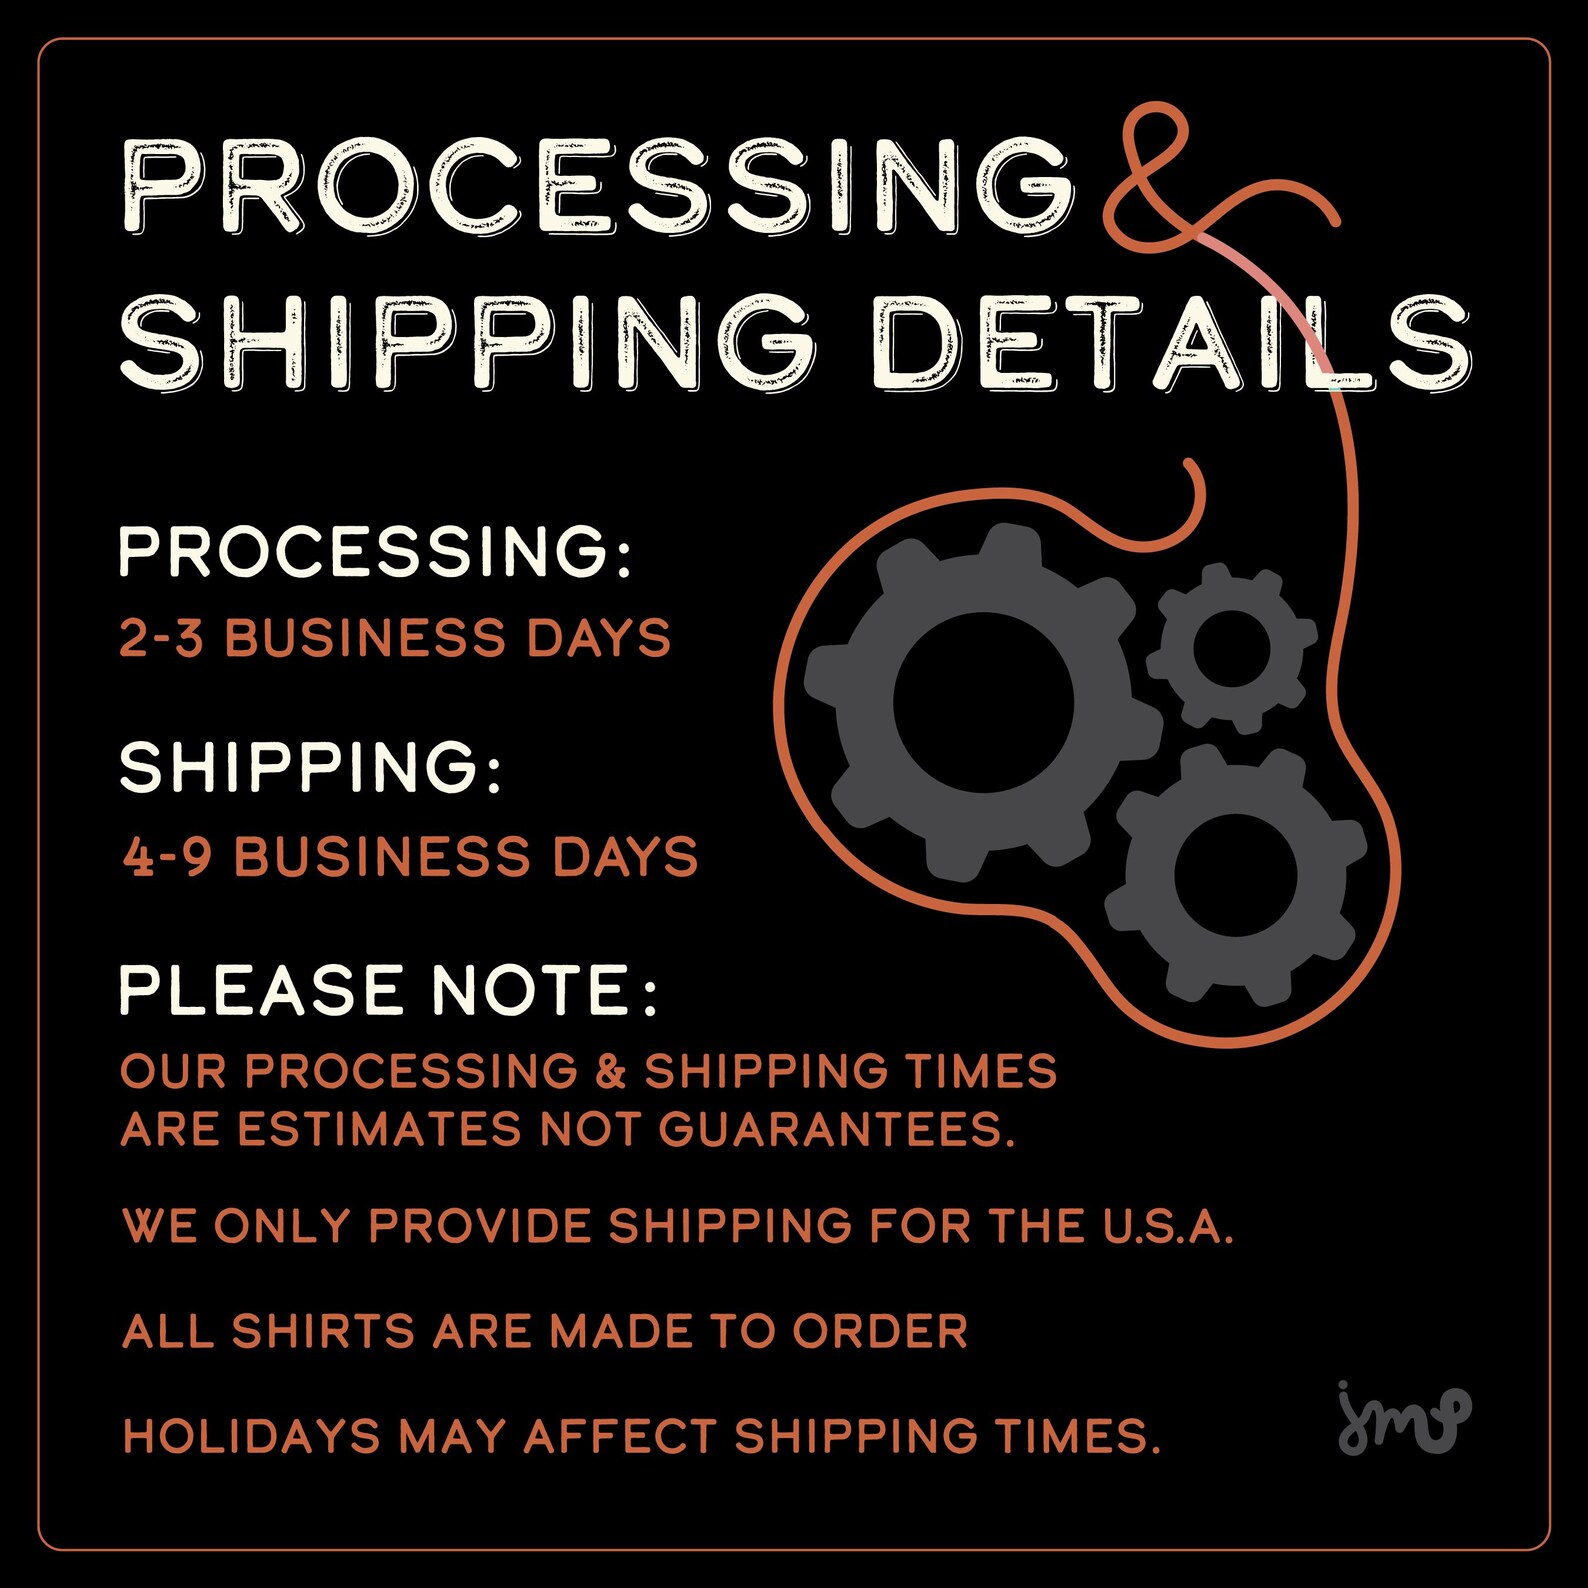 PROCESSING &
SHIPPING DETAILS
PROCESSING:
2-3 BUSINESS DAYS
SHIPPING:
4-9 BUSINESS DAYS
PLEASE NOTE:
OUR PROCESSING & SHIPPING TIMES
ARE ESTIMATES NOT GUARANTEES.
WE ONLY PROVIDE SHIPPING FOR THE U.S.A.
ALL SHIRTS ARE MADE TO ORDER
HOLIDAYS MAY AFFECT SHIPPING TIMES.
jmp